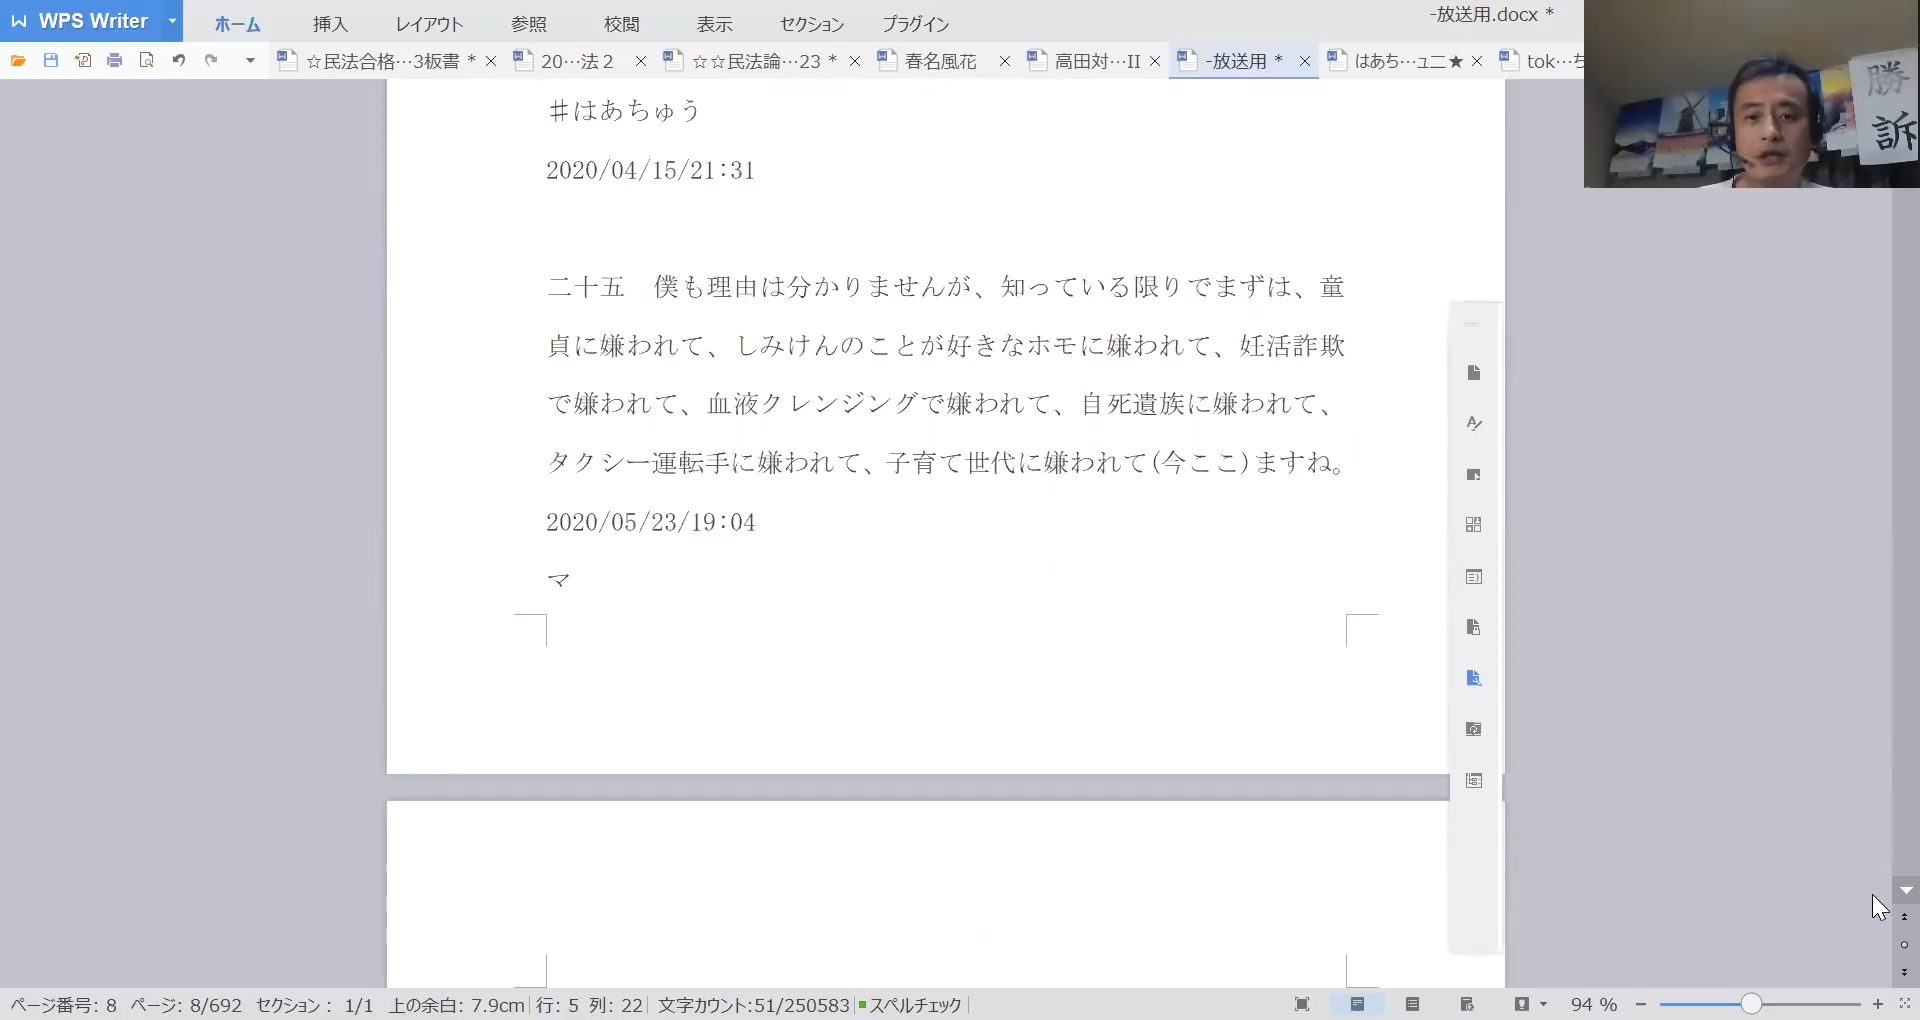 WPS Writer
ホーム 挿入 レイアウト 参照 校閲 表示 セクション プラグイン
-放送用.docx *
☆民法合格…3板書 * 20…法2 ☆☆民法論…23 * 春名風花 高田対…II -放送用 * はあち…ュ二★ tok…ち
勝訴
#はあちゅう
2020/04/15/21:31
二十五　僕も理由は分かりませんが、知っている限りでまずは、童
貞に嫌われて、しみけんのことが好きなホモに嫌われて、妊活詐欺
で嫌われて、血液クレンジングで嫌われて、自死遺族に嫌われて、
タクシー運転手に嫌われて、子育て世代に嫌われて(今ここ)ますね。
2020/05/23/19:04
マ
ページ番号: 8 ページ: 8/692 セクション: 1/1 上の余白: 7.9cm 行: 5 列: 22 文字カウント:51/250583 スペルチェック 94 %